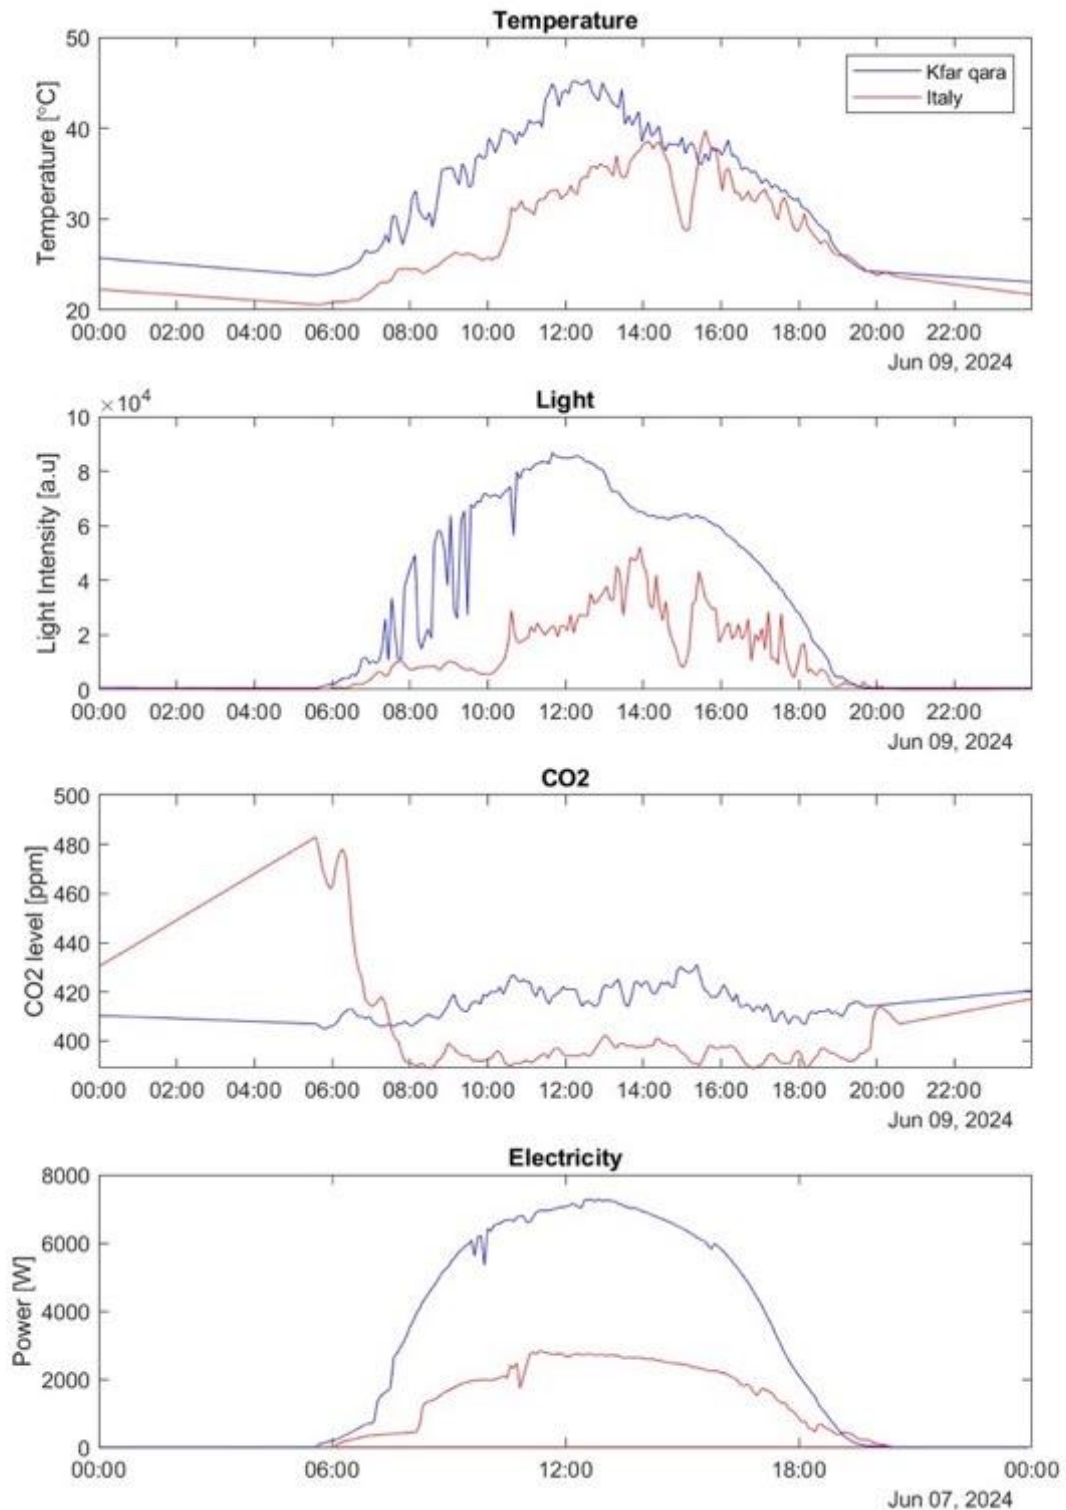 Temperature
Kfar qara
Italy
Temperature [°C]
50
40
30
20
00:00 02:00 04:00 06:00 08:00 10:00 12:00 14:00 16:00 18:00 20:00 22:00
Jun 09, 2024
Light
×10⁴
Light Intensity [a.u]
10
8
6
4
2
0
00:00 02:00 04:00 06:00 08:00 10:00 12:00 14:00 16:00 18:00 20:00 22:00
Jun 09, 2024
CO2
CO2 level [ppm]
500
480
460
440
420
400
00:00 02:00 04:00 06:00 08:00 10:00 12:00 14:00 16:00 18:00 20:00 22:00
Jun 09, 2024
Electricity
Power [W]
8000
6000
4000
2000
0
00:00 06:00 12:00 18:00 00:00
Jun 07, 2024